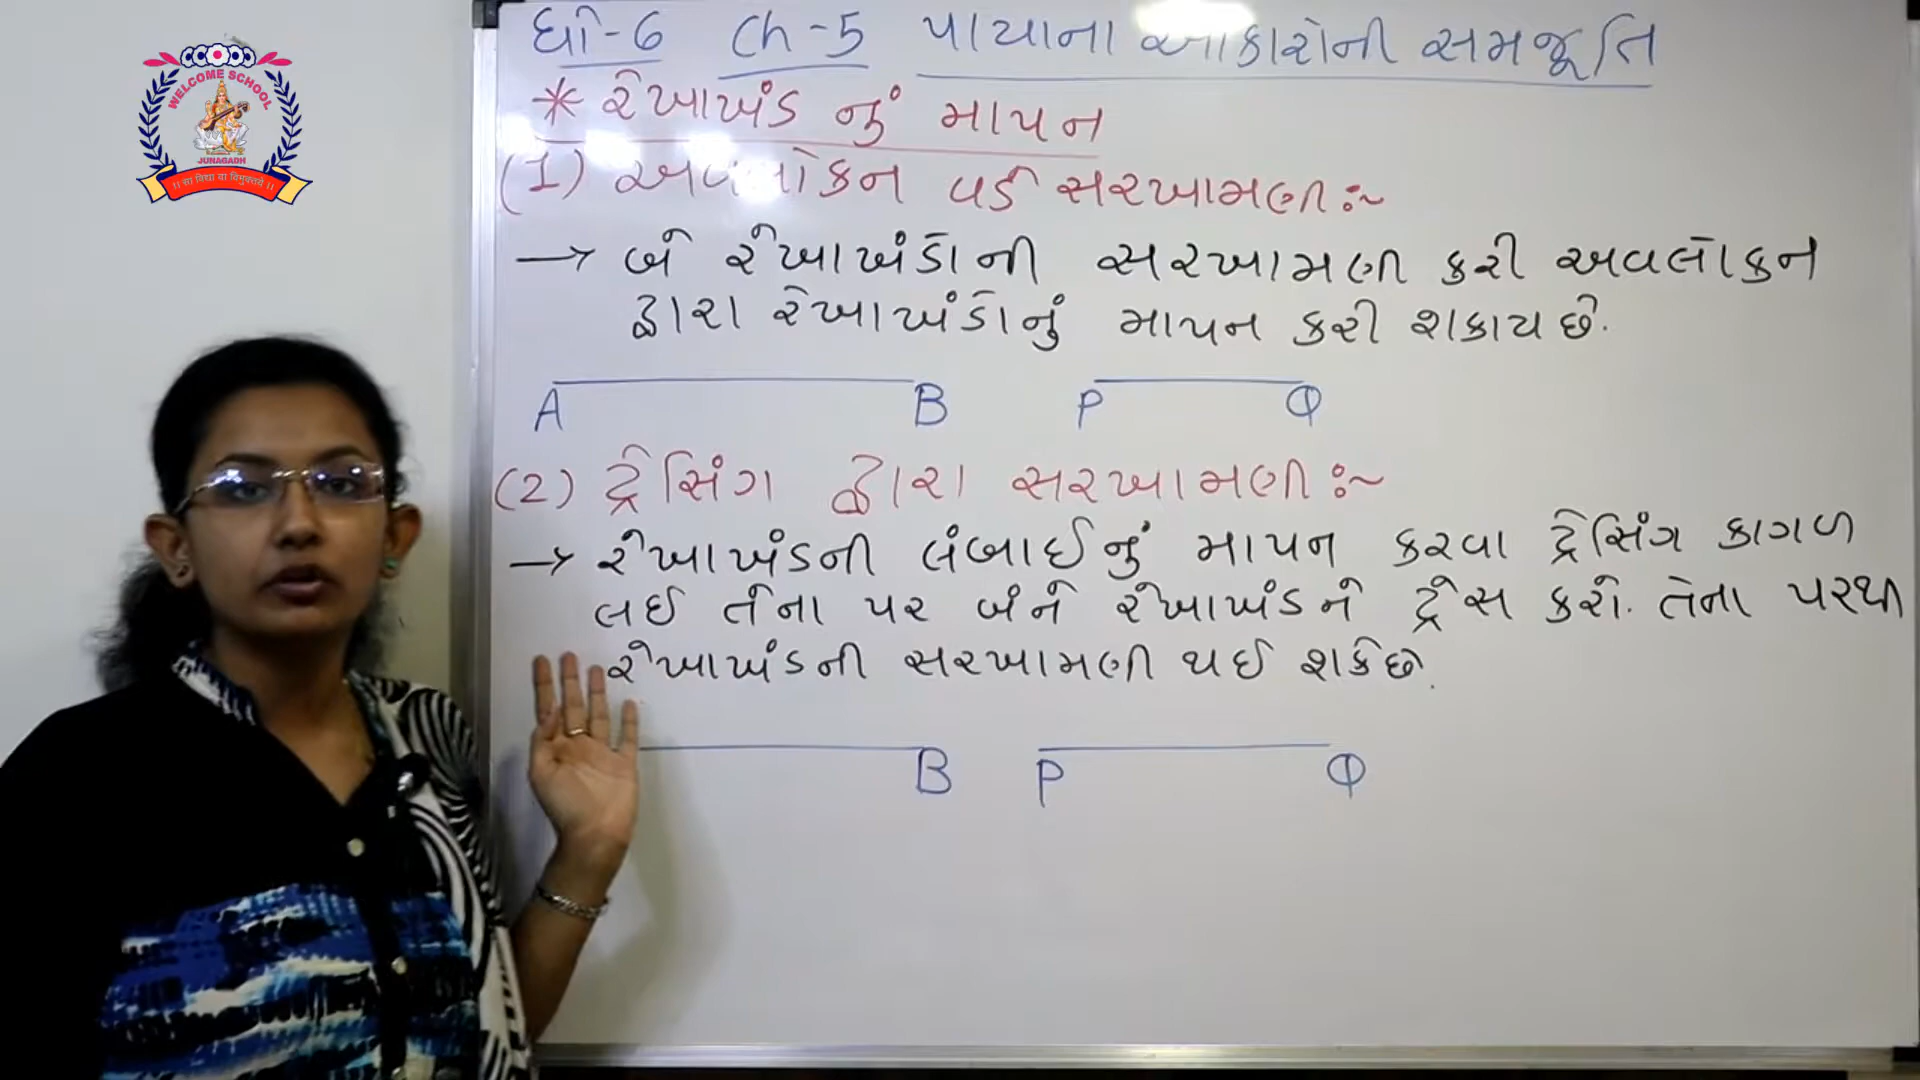 WELCOME SCHOOL
JUNAGADH
॥ सा विद्या या विमुक्तये ॥
ધો-6 Ch-5 પાયાના આકારોની સમજૂતિ
* રેખાખંડ નું માપન
(1) અવલોકન વડે સરખામણી :~
→ બે રેખાખંડોની સરખામણી કરી અવલોકન
દ્વારા રેખાખંડોનું માપન કરી શકાય છે.
A B P Q
(2) ટ્રેસિંગ દ્વારા સરખામણી :~
→ રેખાખંડની લંબાઈનું માપન કરવા ટ્રેસિંગ કાગળ
લઈ તેના પર બંને રેખાખંડને ટ્રેસ કરો. તેના પરથી
રેખાખંડની સરખામણી થઈ શકે છે.
B P Q